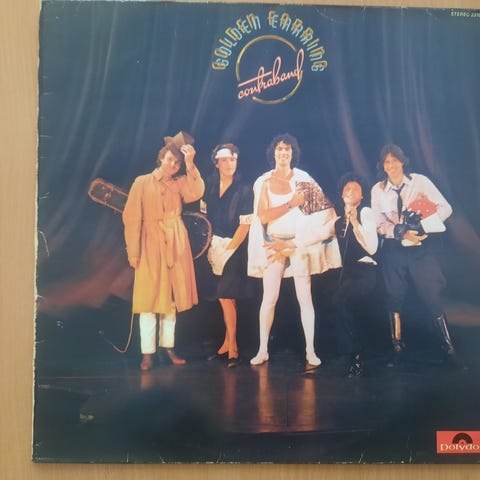 STEREO
GOLDEN EARRING
contraband
Polydor